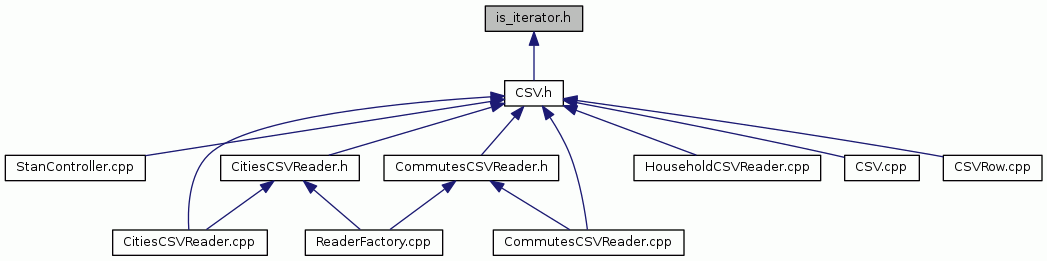 is_iterator.h
CSV.h
StanController.cpp
CitiesCSVReader.h
CommutesCSVReader.h
HouseholdCSVReader.cpp
CSV.cpp
CSVRow.cpp
CitiesCSVReader.cpp
ReaderFactory.cpp
CommutesCSVReader.cpp